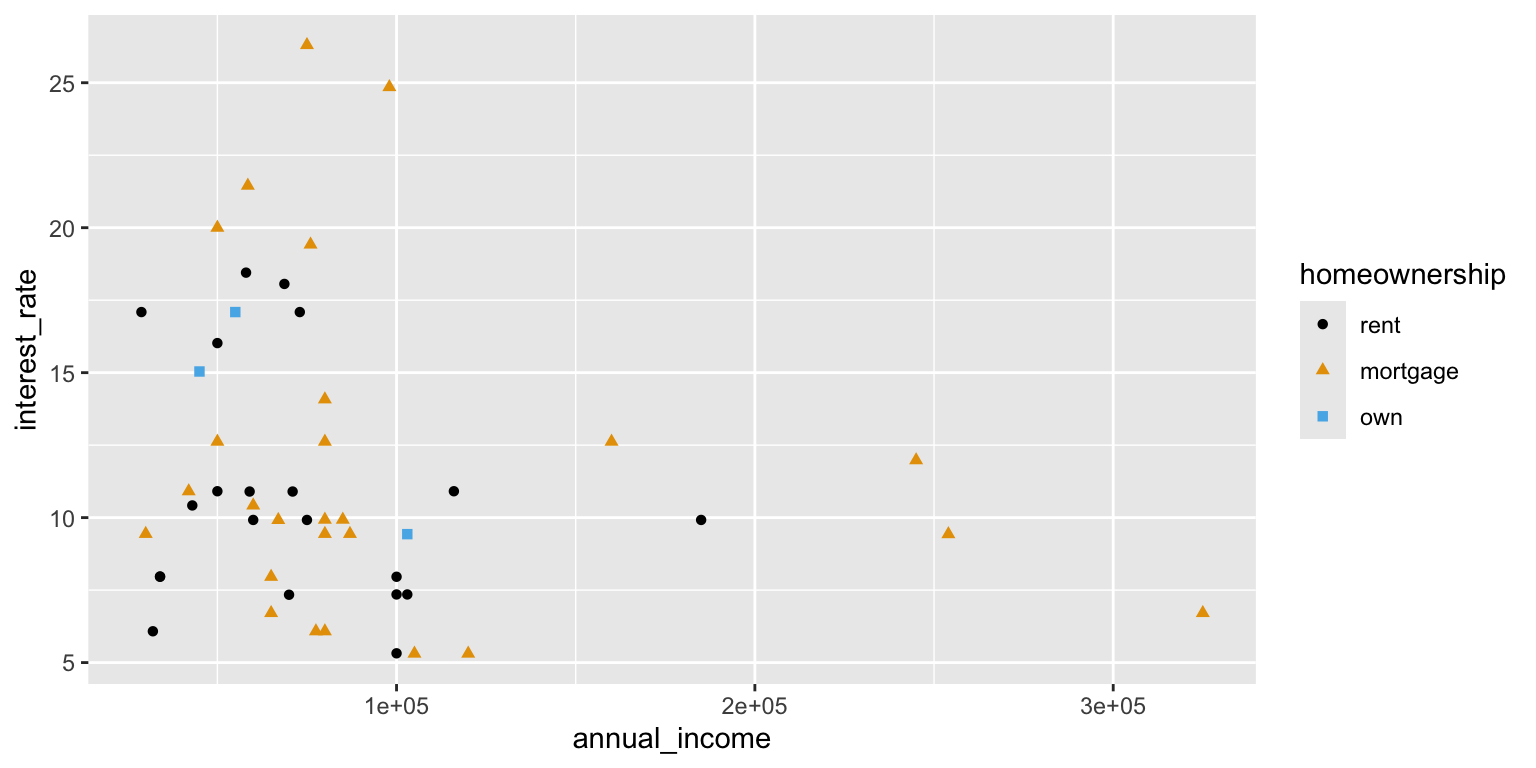 25
20
15
10
5
interest_rate
1e+05
2e+05
3e+05
annual_income
homeownership
rent
mortgage
own